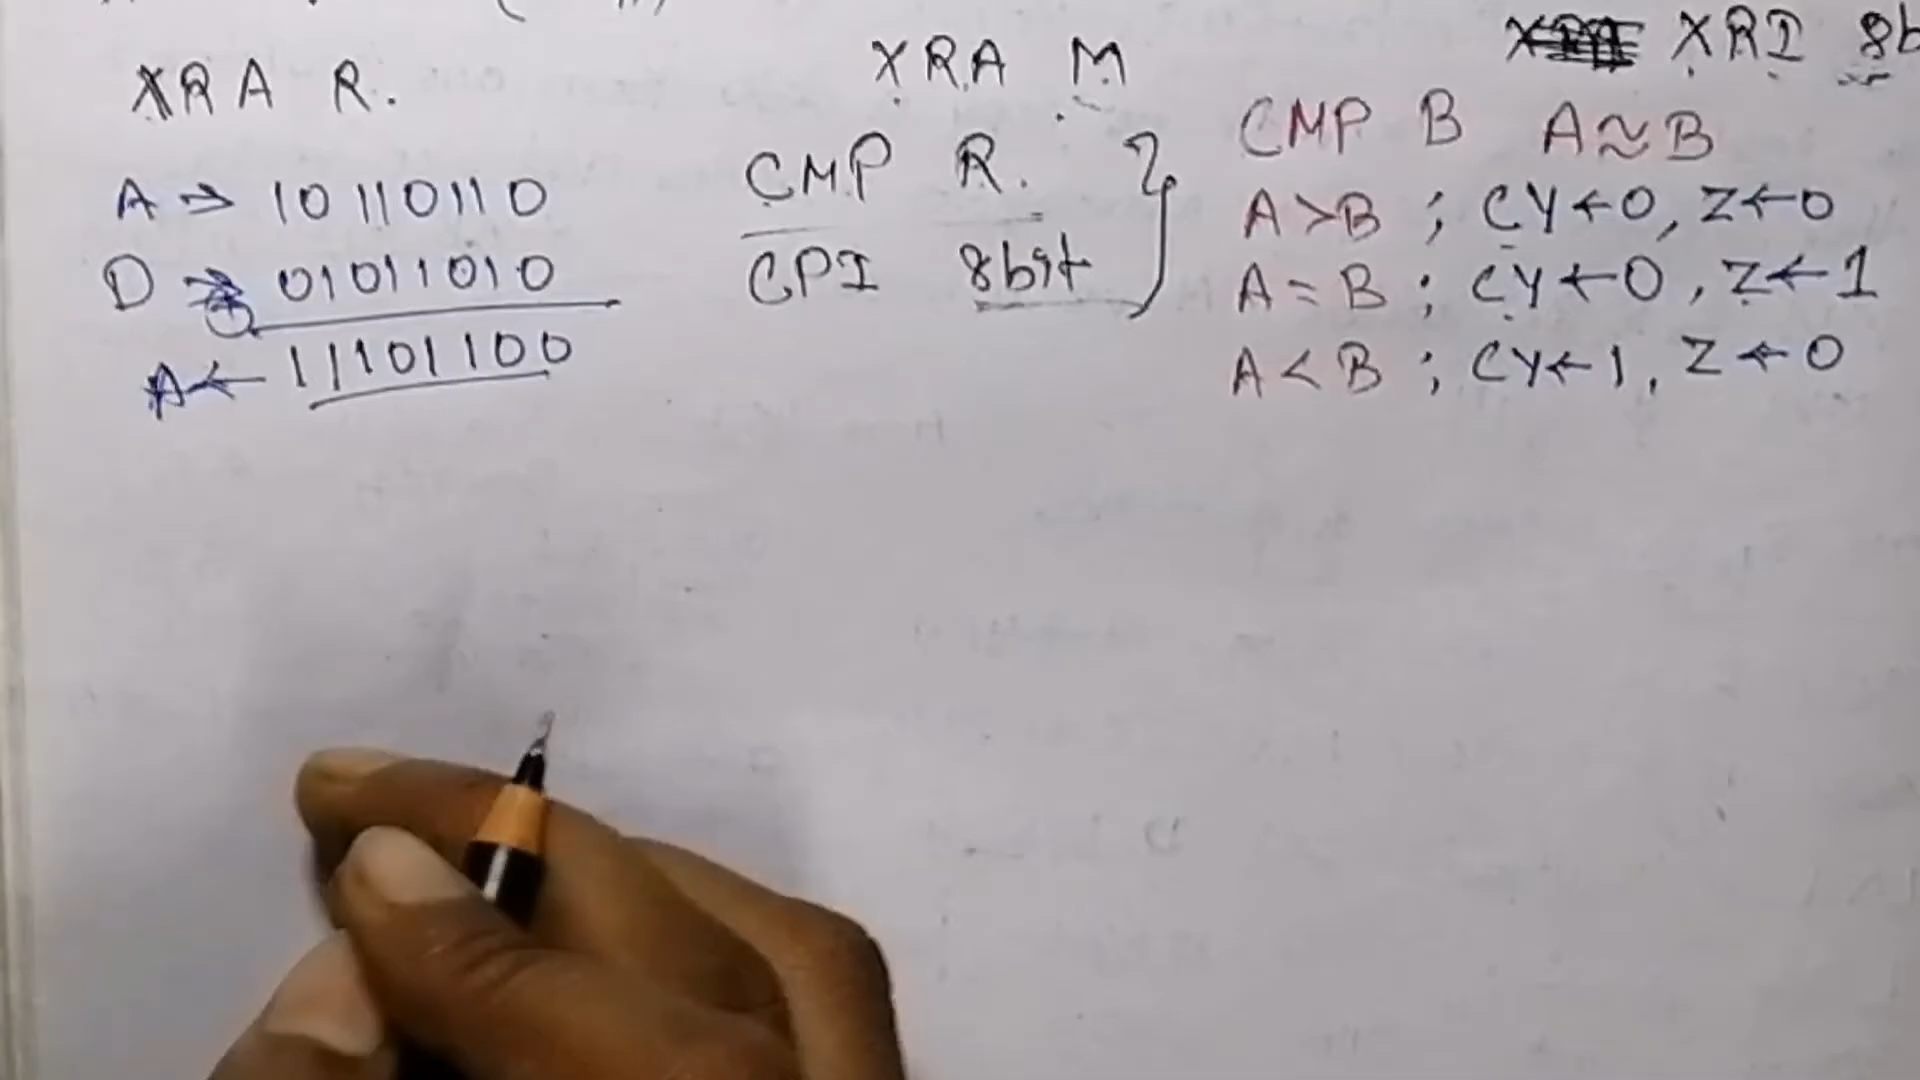 XRA R.
A → 10110110
D → 01011010
A ← 11101100
XRA M
CMP R.
CPI 8bit
XRI 8b
CMP B A≈B
A>B ; CY←0, Z←0
A=B ; CY←0, Z←1
A<B ; CY←1, Z←0